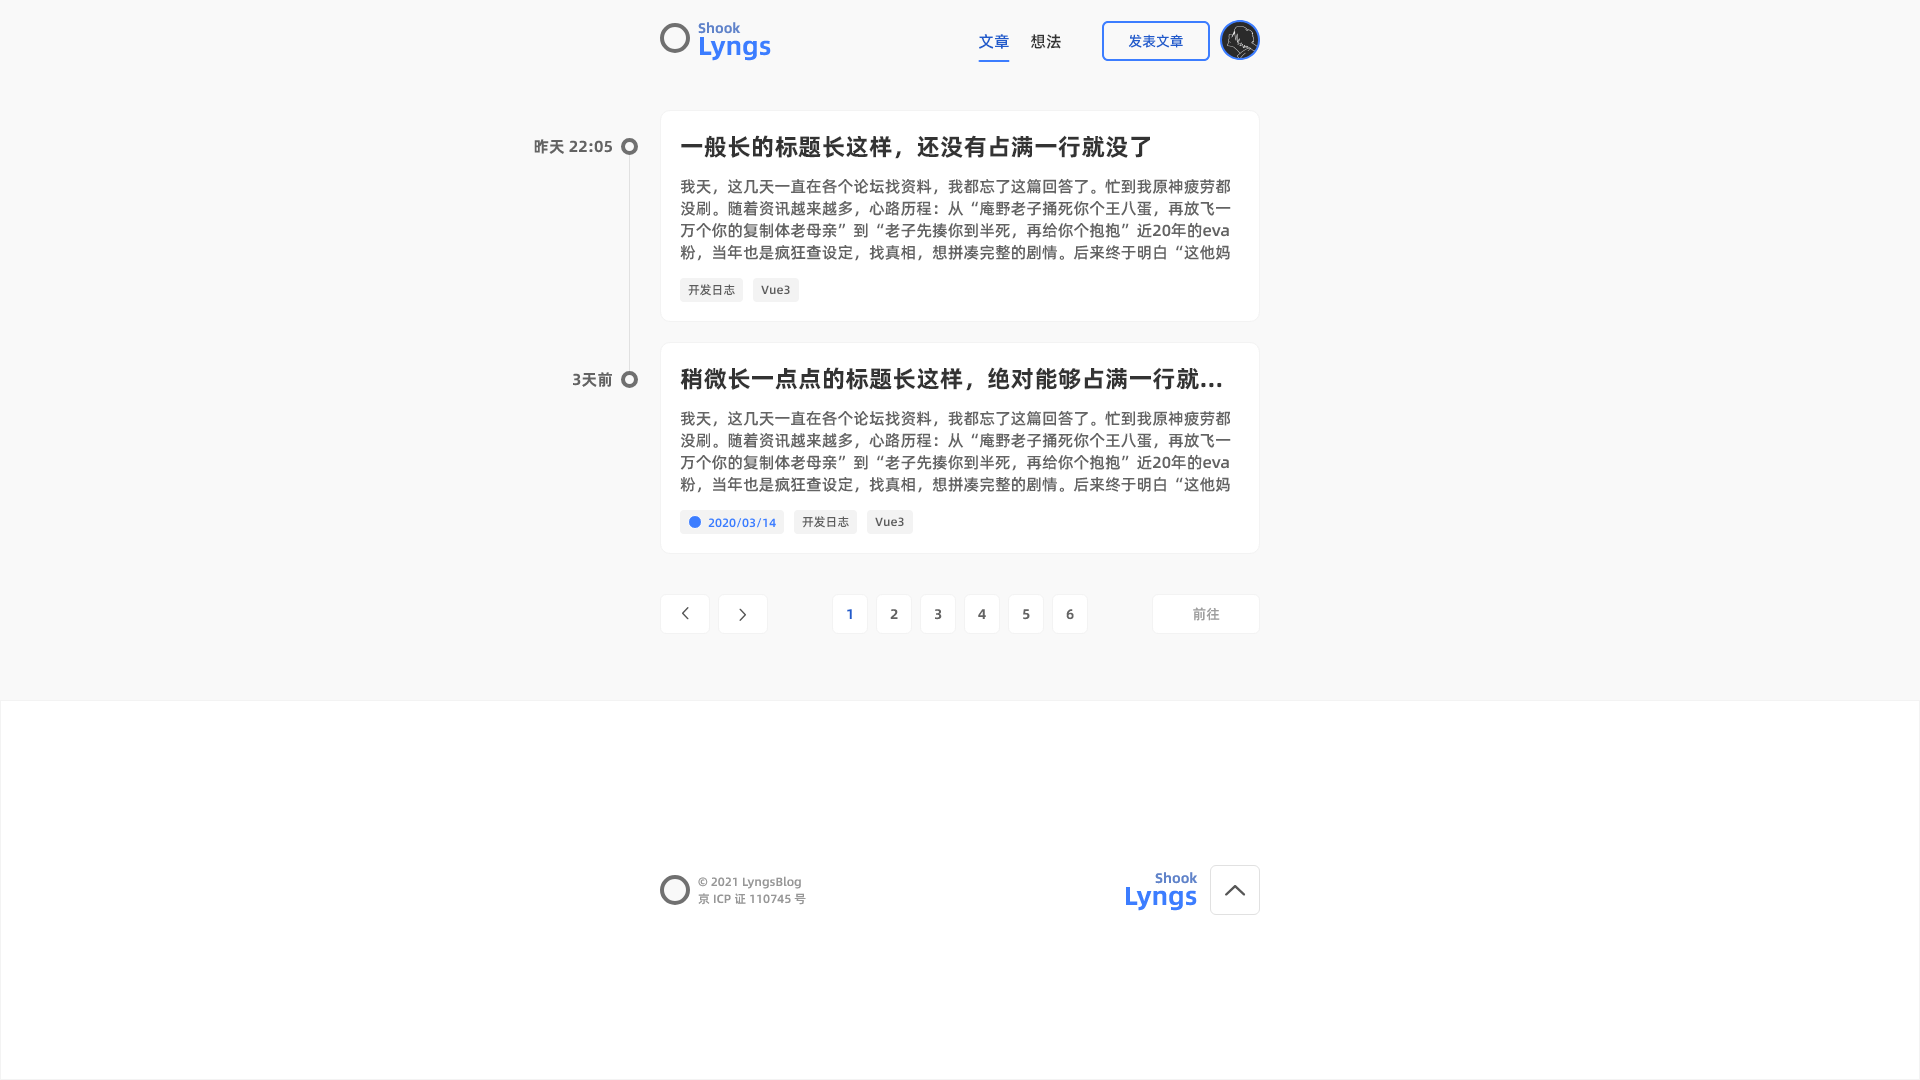 Shook
Lyngs
文章
想法
发表文章
昨天 22:05
一般长的标题长这样，还没有占满一行就没了
我天，这几天一直在各个论坛找资料，我都忘了这篇回答了。忙到我原神疲劳都
没刷。随着资讯越来越多，心路历程：从“庵野老子捅死你个王八蛋，再放飞一
万个你的复制体老母亲”到“老子先揍你到半死，再给你个抱抱”近20年的eva
粉，当年也是疯狂查设定，找真相，想拼凑完整的剧情。后来终于明白“这他妈
开发日志
Vue3
3天前
稍微长一点点的标题长这样，绝对能够占满一行就...
我天，这几天一直在各个论坛找资料，我都忘了这篇回答了。忙到我原神疲劳都
没刷。随着资讯越来越多，心路历程：从“庵野老子捅死你个王八蛋，再放飞一
万个你的复制体老母亲”到“老子先揍你到半死，再给你个抱抱”近20年的eva
粉，当年也是疯狂查设定，找真相，想拼凑完整的剧情。后来终于明白“这他妈
2020/03/14
开发日志
Vue3
1
2
3
4
5
6
前往
© 2021 LyngsBlog
京 ICP 证 110745 号
Shook
Lyngs